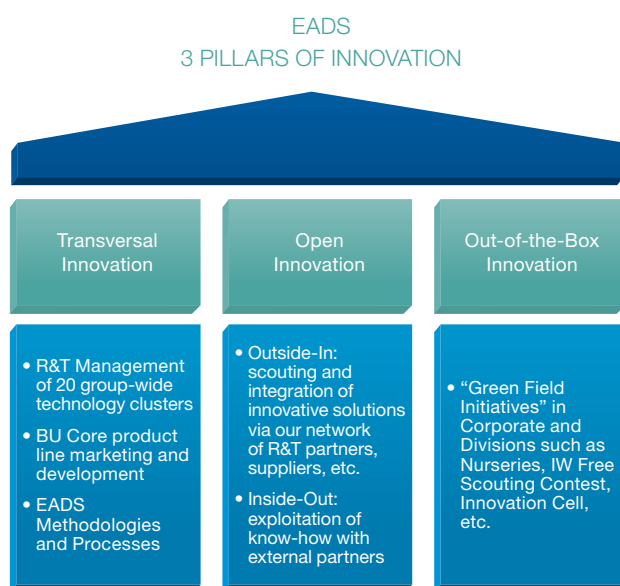 EADS
3 PILLARS OF INNOVATION
Transversal
Innovation
• R&T Management
of 20 group-wide
technology clusters
• BU Core product
line marketing and
development
• EADS
Methodologies
and Processes
Open
Innovation
• Outside-In:
scouting and
integration of
innovative solutions
via our network
of R&T partners,
suppliers, etc.
• Inside-Out:
exploitation of
know-how with
external partners
Out-of-the-Box
Innovation
• “Green Field
Initiatives” in
Corporate and
Divisions such as
Nurseries, IW Free
Scouting Contest,
Innovation Cell,
etc.